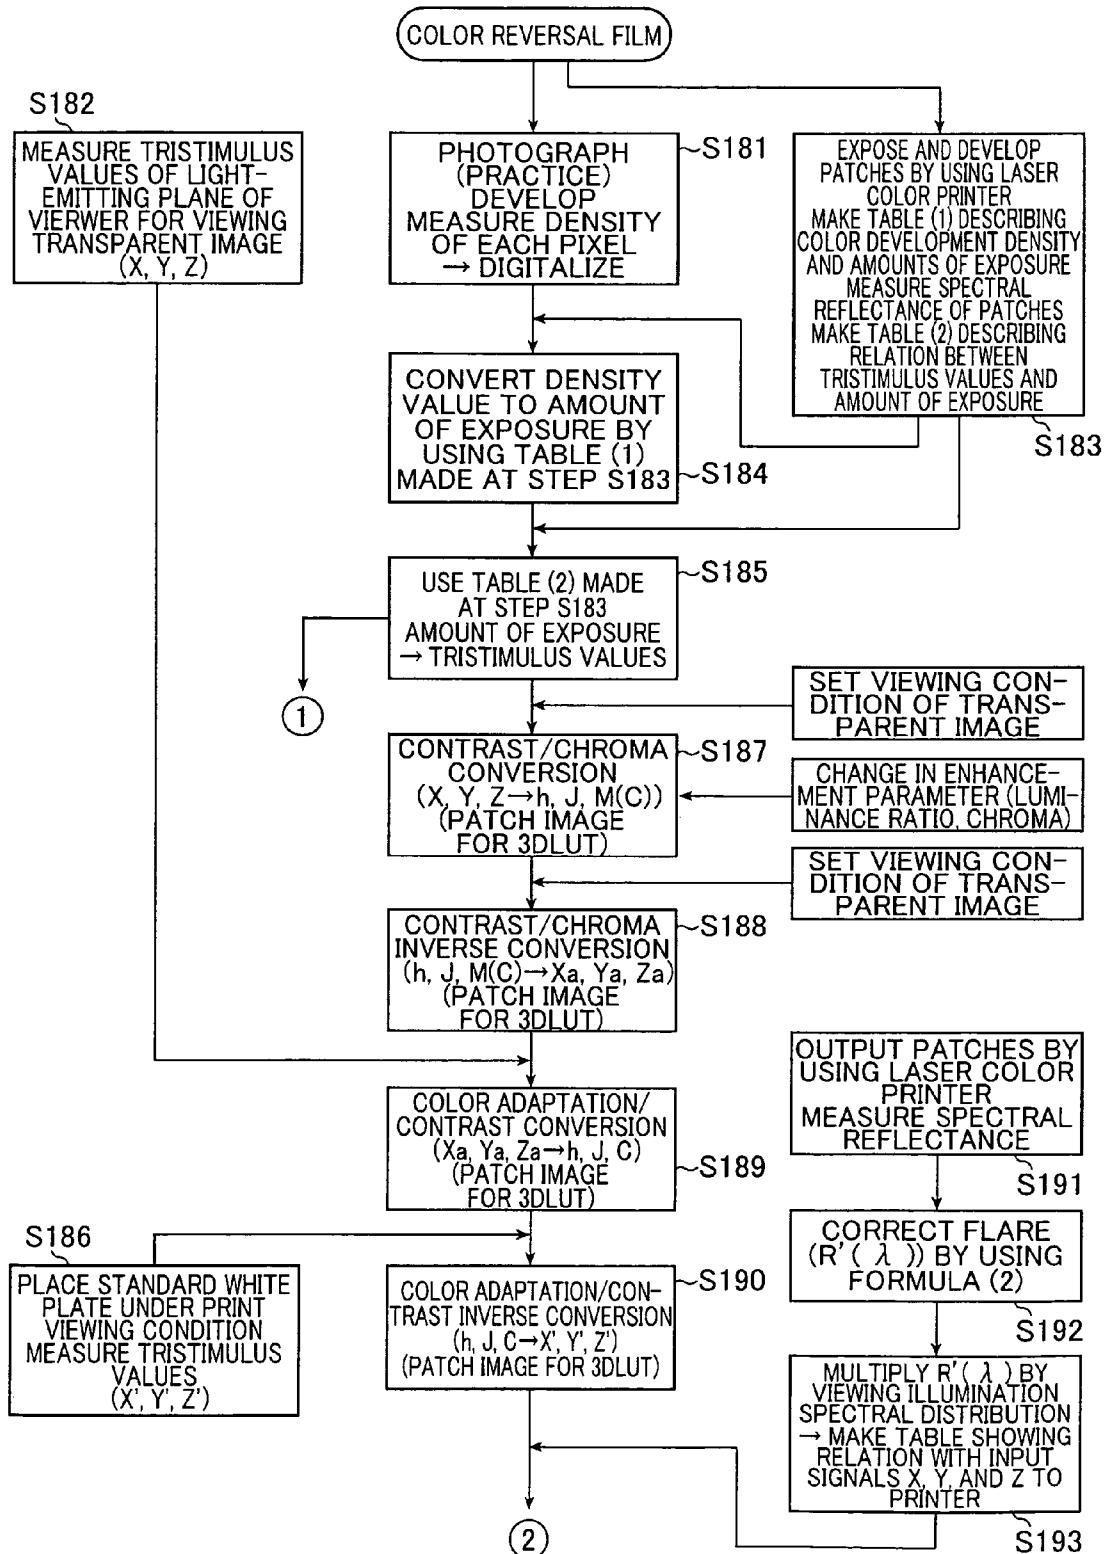 COLOR REVERSAL FILM
S182
MEASURE TRISTIMULUS
VALUES OF LIGHT-
EMITTING PLANE OF
VIERWER FOR VIEWING
TRANSPARENT IMAGE
(X, Y, Z)
S181
PHOTOGRAPH
(PRACTICE)
DEVELOP
MEASURE DENSITY
OF EACH PIXEL
→ DIGITALIZE
EXPOSE AND DEVELOP
PATCHES BY USING LASER
COLOR PRINTER
MAKE TABLE (1) DESCRIBING
COLOR DEVELOPMENT DENSITY
AND AMOUNTS OF EXPOSURE
MEASURE SPECTRAL
REFLECTANCE OF PATCHES
MAKE TABLE (2) DESCRIBING
RELATION BETWEEN
TRISTIMULUS VALUES AND
AMOUNT OF EXPOSURE
S183
CONVERT DENSITY
VALUE TO AMOUNT
OF EXPOSURE BY
USING TABLE (1)
MADE AT STEP S183
S184
USE TABLE (2) MADE
AT STEP S183
AMOUNT OF EXPOSURE
→ TRISTIMULUS VALUES
S185
1
SET VIEWING CON-
DITION OF TRANS-
PARENT IMAGE
CONTRAST/CHROMA
CONVERSION
(X, Y, Z→h, J, M(C))
(PATCH IMAGE
FOR 3DLUT)
S187
CHANGE IN ENHANCE-
MENT PARAMETER (LUMI-
NANCE RATIO, CHROMA)
SET VIEWING CON-
DITION OF TRANS-
PARENT IMAGE
CONTRAST/CHROMA
INVERSE CONVERSION
(h, J, M(C)→Xa, Ya, Za)
(PATCH IMAGE
FOR 3DLUT)
S188
COLOR ADAPTATION/
CONTRAST CONVERSION
(Xa, Ya, Za→h, J, C)
(PATCH IMAGE
FOR 3DLUT)
S189
OUTPUT PATCHES BY
USING LASER COLOR
PRINTER
MEASURE SPECTRAL
REFLECTANCE
S191
S186
PLACE STANDARD WHITE
PLATE UNDER PRINT
VIEWING CONDITION
MEASURE TRISTIMULUS
VALUES
(X', Y', Z')
COLOR ADAPTATION/CON-
TRAST INVERSE CONVERSION
(h, J, C→X', Y', Z')
(PATCH IMAGE FOR 3DLUT)
S190
CORRECT FLARE
(R'( λ )) BY USING
FORMULA (2)
S192
MULTIPLY R'( λ ) BY
VIEWING ILLUMINATION
SPECTRAL DISTRIBUTION
→ MAKE TABLE SHOWING
RELATION WITH INPUT
SIGNALS X, Y, AND Z TO
PRINTER
S193
2